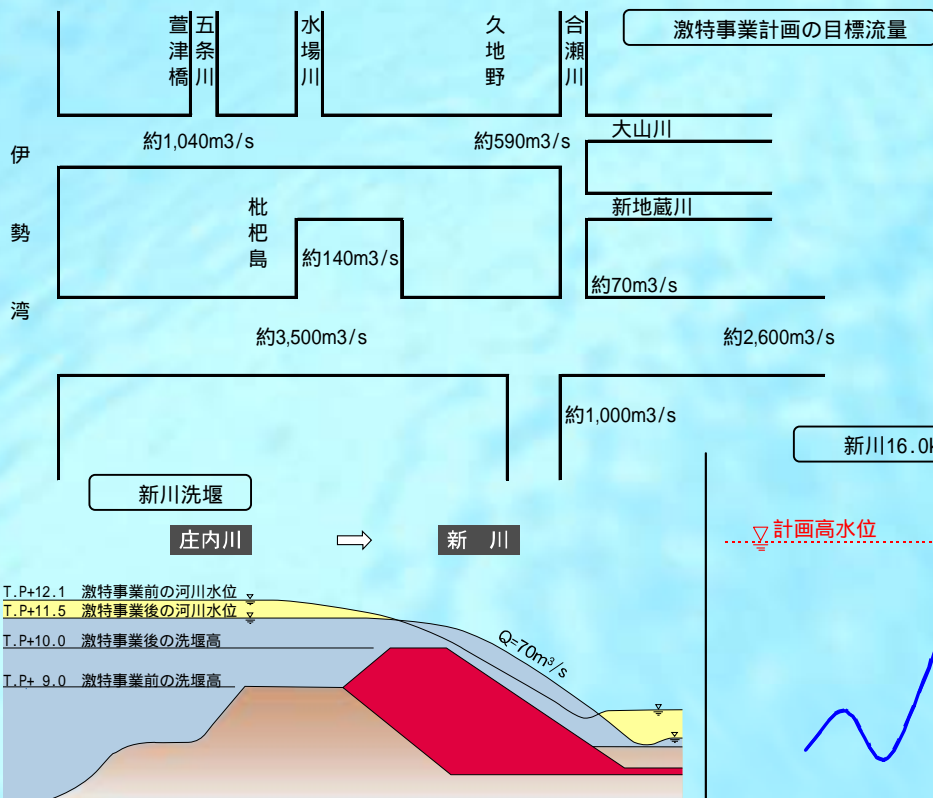 激特事業計画の目標流量
萱津橋
五条川
水場川
久地野
合瀬川
大山川
約1,040m3/s
約590m3/s
伊勢湾
新地蔵川
枇杷島
約140m3/s
約70m3/s
約3,500m3/s
約2,600m3/s
約1,000m3/s
新川16.0k
新川洗堰
庄内川
新 川
計画高水位
T.P+12.1 激特事業前の河川水位
T.P+11.5 激特事業後の河川水位
T.P+10.0 激特事業後の洗堰高
T.P+ 9.0 激特事業前の洗堰高
Q=70m³/s